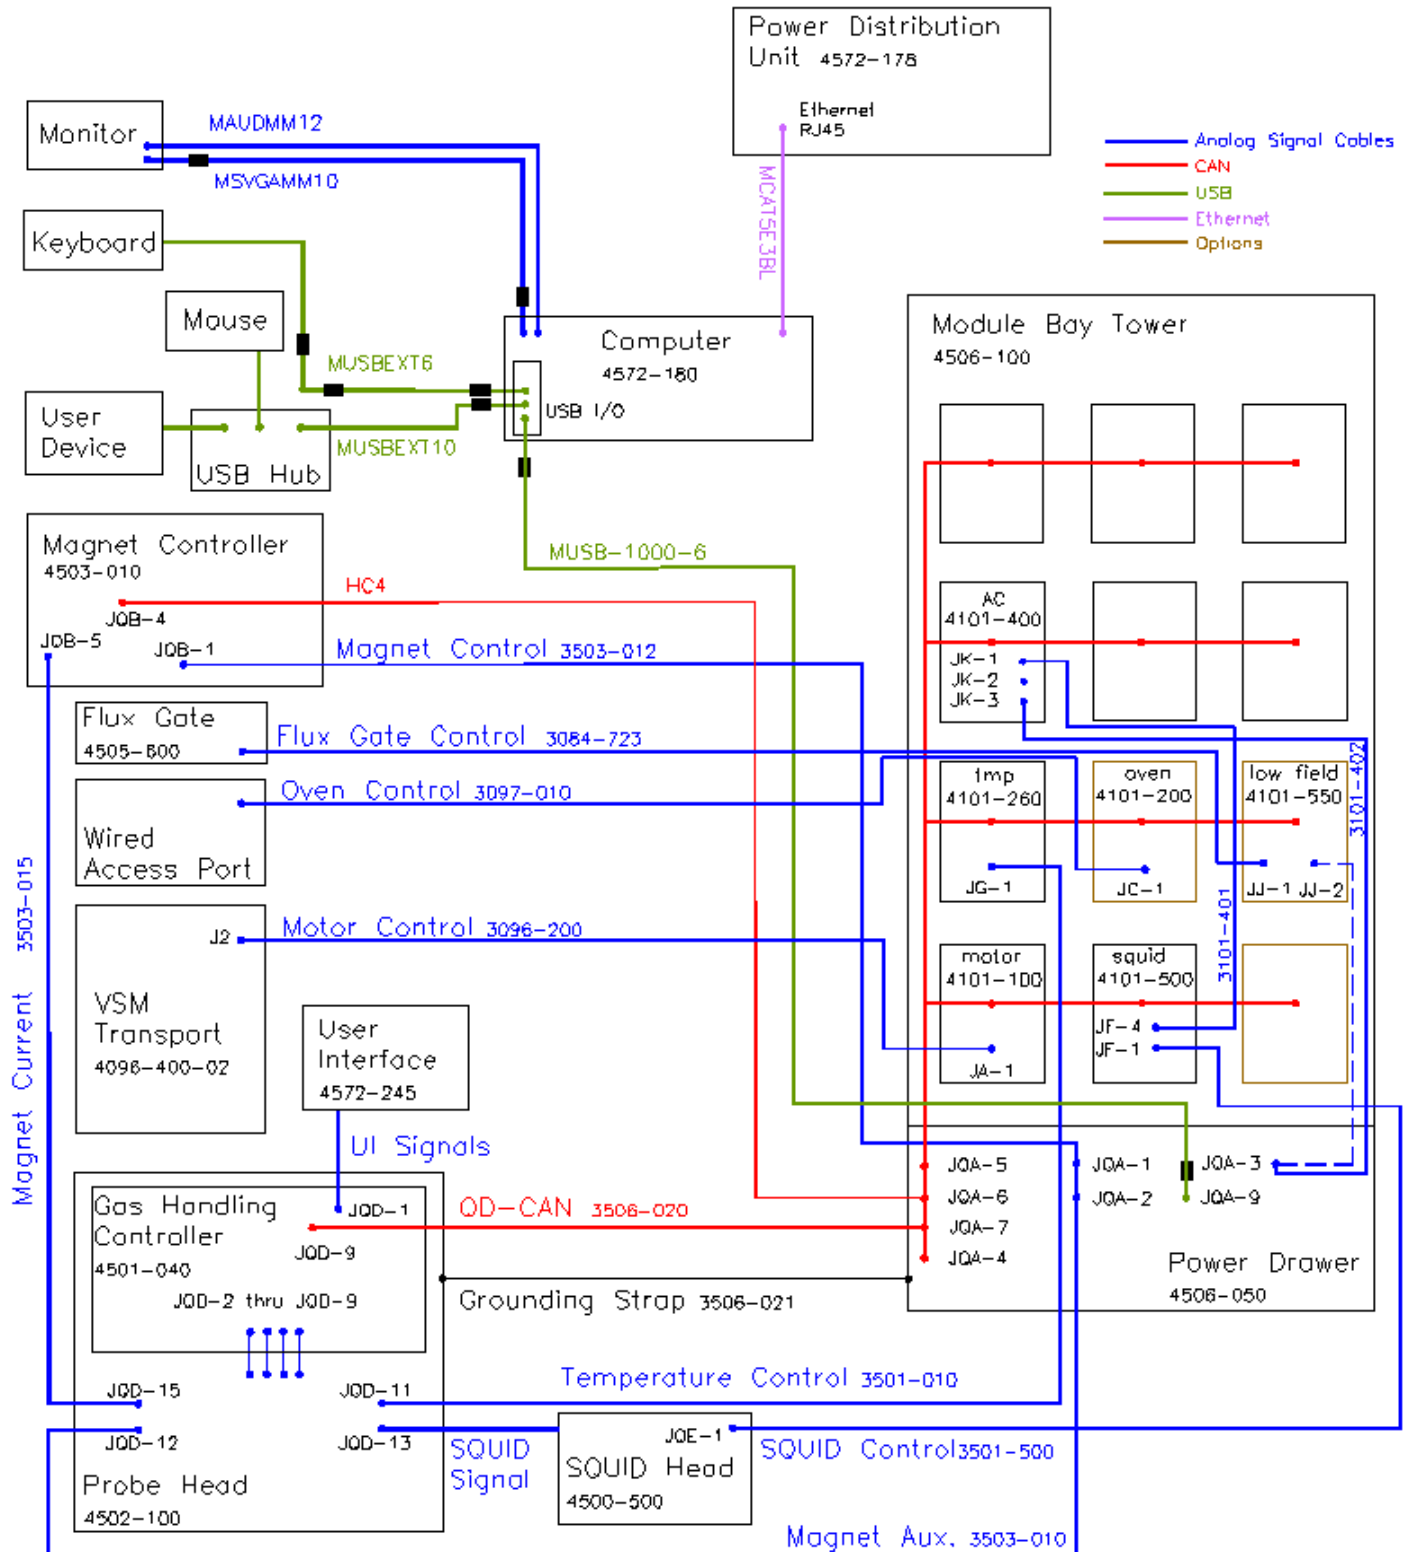 Power Distribution
Unit 4572-178
Ethernet
RJ45
MCAT5E3BL
Analog Signal Cables
CAN
USB
Ethernet
Options
Monitor
MAUDMM12
MSVGAMM10
Keyboard
Mouse
MUSBEXT6
User
Device
USB Hub
MUSBEXT10
Computer
4572-180
USB I/O
MUSB-1000-6
Module Bay Tower
4506-100
Magnet Controller
4503-010
JQB-4
JQB-5
JQB-1
HC4
Magnet Control 3503-012
AC
4101-400
JK-1
JK-2
JK-3
Flux Gate
4505-600
Flux Gate Control 3084-723
Oven Control 3097-010
Wired
Access Port
tmp
4101-260
JG-1
oven
4101-200
JC-1
low field
4101-550
JJ-1 JJ-2
3101-402
3101-401
Magnet Current 3503-015
J2
Motor Control 3096-200
VSM
Transport
4096-400-02
motor
4101-100
JA-1
squid
4101-500
JF-4
JF-1
User
Interface
4572-245
UI Signals
Gas Handling
Controller
4501-040
JQD-1
JQD-9
JQD-2 thru JQD-9
QD-CAN 3506-020
JQA-5
JQA-6
JQA-7
JQA-4
JQA-1
JQA-2
JQA-3
JQA-9
Power Drawer
4506-050
Grounding Strap 3506-021
JQD-15
JQD-11
JQD-12
JQD-13
Probe Head
4502-100
Temperature Control 3501-010
SQUID
Signal
JQE-1
SQUID Head
4500-500
SQUID Control3501-500
Magnet Aux. 3503-010